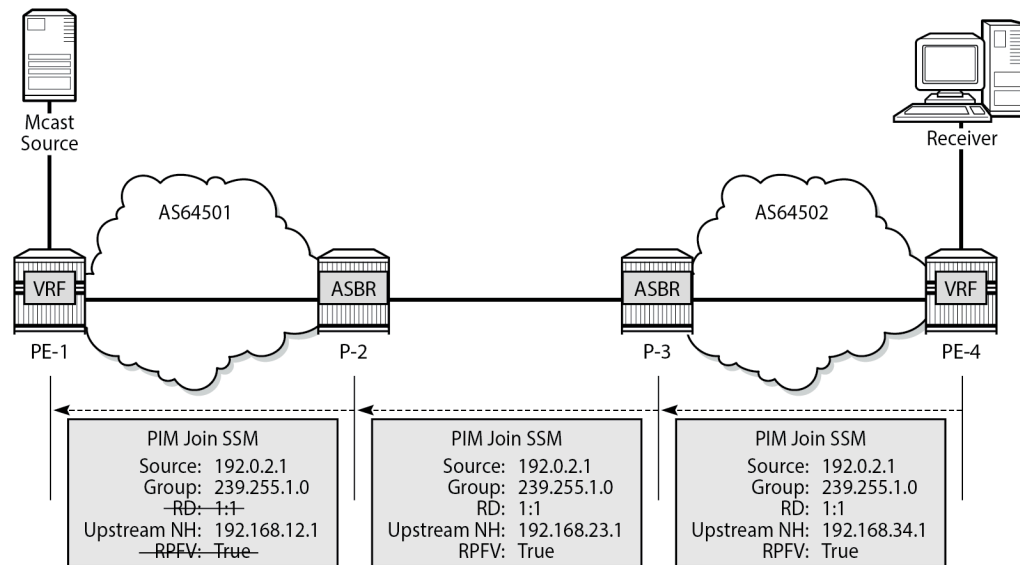 Mcast
Source
Receiver
AS64501
AS64502
VRF
ASBR
ASBR
VRF
PE-1
P-2
P-3
PE-4
PIM Join SSM
Source: 192.0.2.1
Group: 239.255.1.0
RD: 1:1
Upstream NH: 192.168.12.1
RPFV: True
PIM Join SSM
Source: 192.0.2.1
Group: 239.255.1.0
RD: 1:1
Upstream NH: 192.168.23.1
RPFV: True
PIM Join SSM
Source: 192.0.2.1
Group: 239.255.1.0
RD: 1:1
Upstream NH: 192.168.34.1
RPFV: True